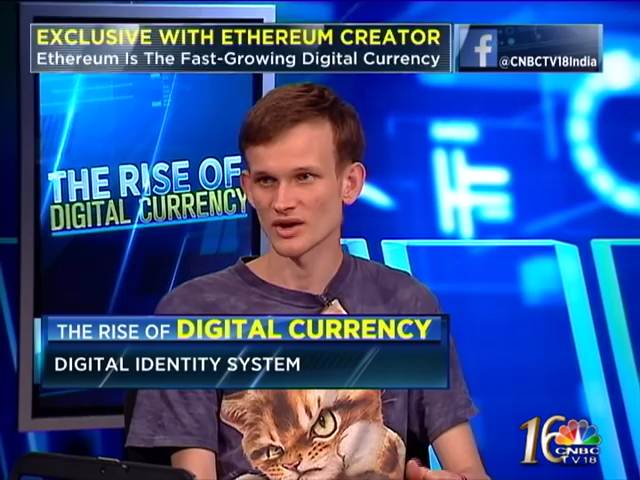 EXCLUSIVE WITH ETHEREUM CREATOR
Ethereum Is The Fast-Growing Digital Currency
f @CNBCTV18India
THE RISE OF
DIGITAL CURRENCY
THE RISE OF DIGITAL CURRENCY
DIGITAL IDENTITY SYSTEM
16
CNBC
TV18